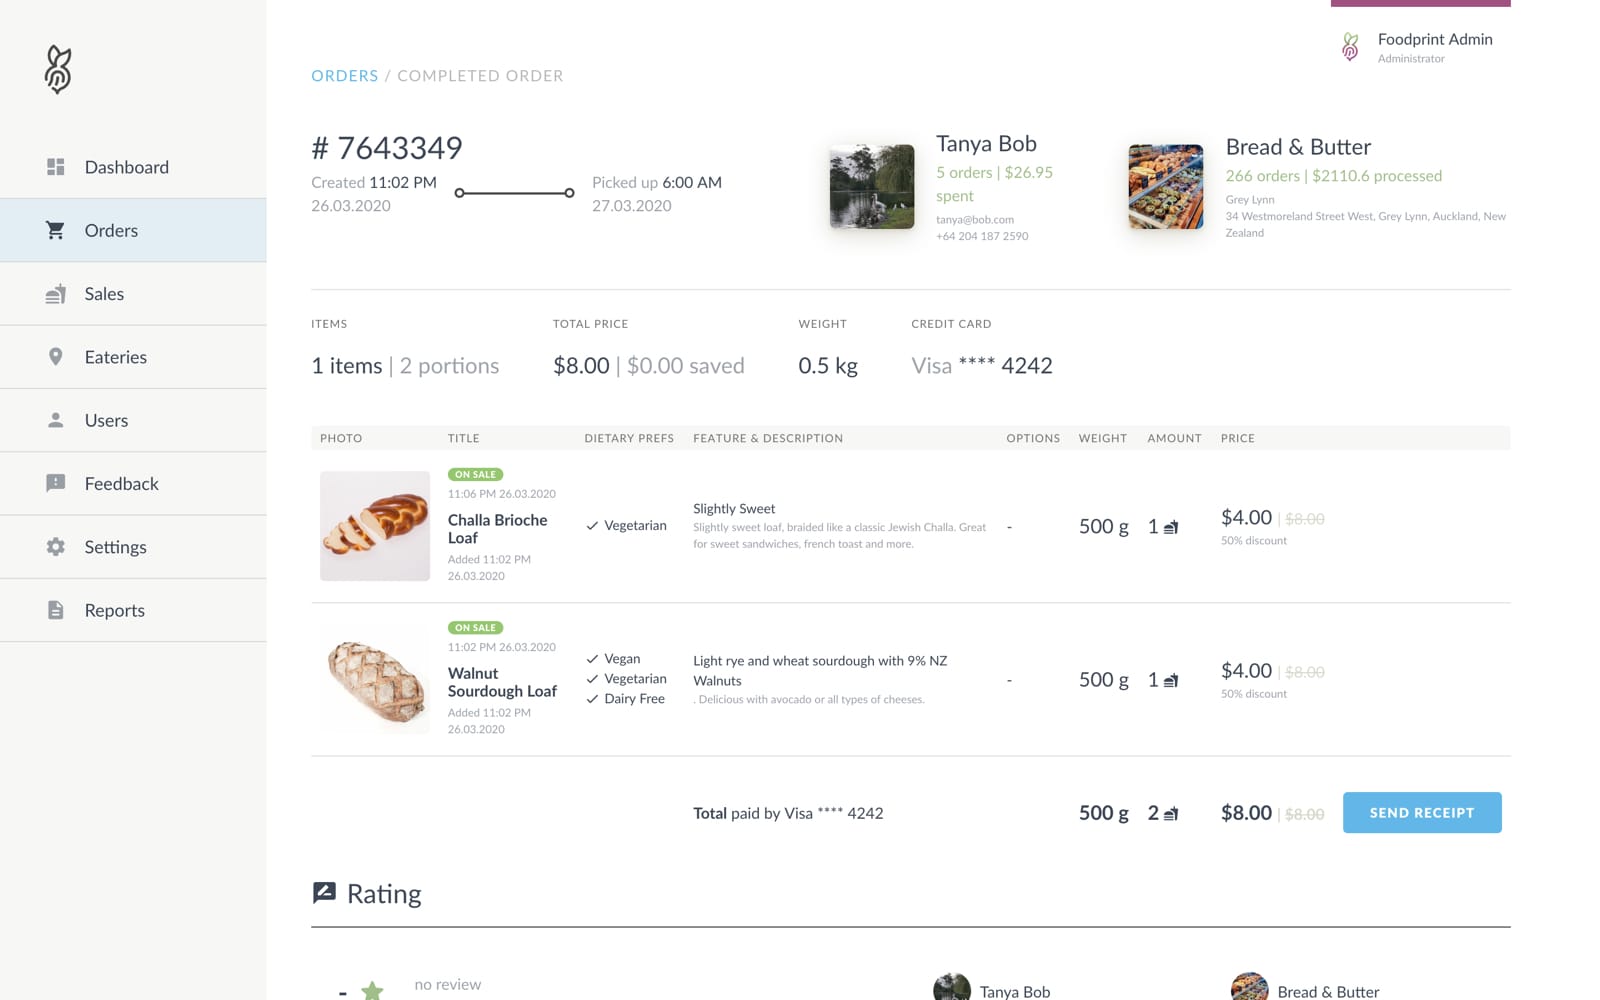 Foodprint Admin
Administrator
ORDERS / COMPLETED ORDER
Dashboard
Orders
Sales
Eateries
Users
Feedback
Settings
Reports
# 7643349
Created 11:02 PM
26.03.2020
Picked up 6:00 AM
27.03.2020
Tanya Bob
5 orders | $26.95
spent
tanya@bob.com
+64 204 187 2590
Bread & Butter
266 orders | $2110.6 processed
Grey Lynn
34 Westmoreland Street West, Grey Lynn, Auckland, New
Zealand
ITEMS
1 items | 2 portions
TOTAL PRICE
$8.00 | $0.00 saved
WEIGHT
0.5 kg
CREDIT CARD
Visa **** 4242
PHOTO TITLE DIETARY PREFS FEATURE & DESCRIPTION OPTIONS WEIGHT AMOUNT PRICE
ON SALE
11:06 PM 26.03.2020
Challa Brioche
Loaf
Added 11:02 PM
26.03.2020
Vegetarian
Slightly Sweet
Slightly sweet loaf, braided like a classic Jewish Challa. Great
for sweet sandwiches, french toast and more.
-
500 g
1
$4.00 | $8.00
50% discount
ON SALE
11:02 PM 26.03.2020
Walnut
Sourdough Loaf
Added 11:02 PM
26.03.2020
Vegan
Vegetarian
Dairy Free
Light rye and wheat sourdough with 9% NZ
Walnuts
. Delicious with avocado or all types of cheeses.
-
500 g
1
$4.00 | $8.00
50% discount
Total paid by Visa **** 4242
500 g
2
$8.00 | $8.00
SEND RECEIPT
Rating
-
no review
Tanya Bob
Bread & Butter